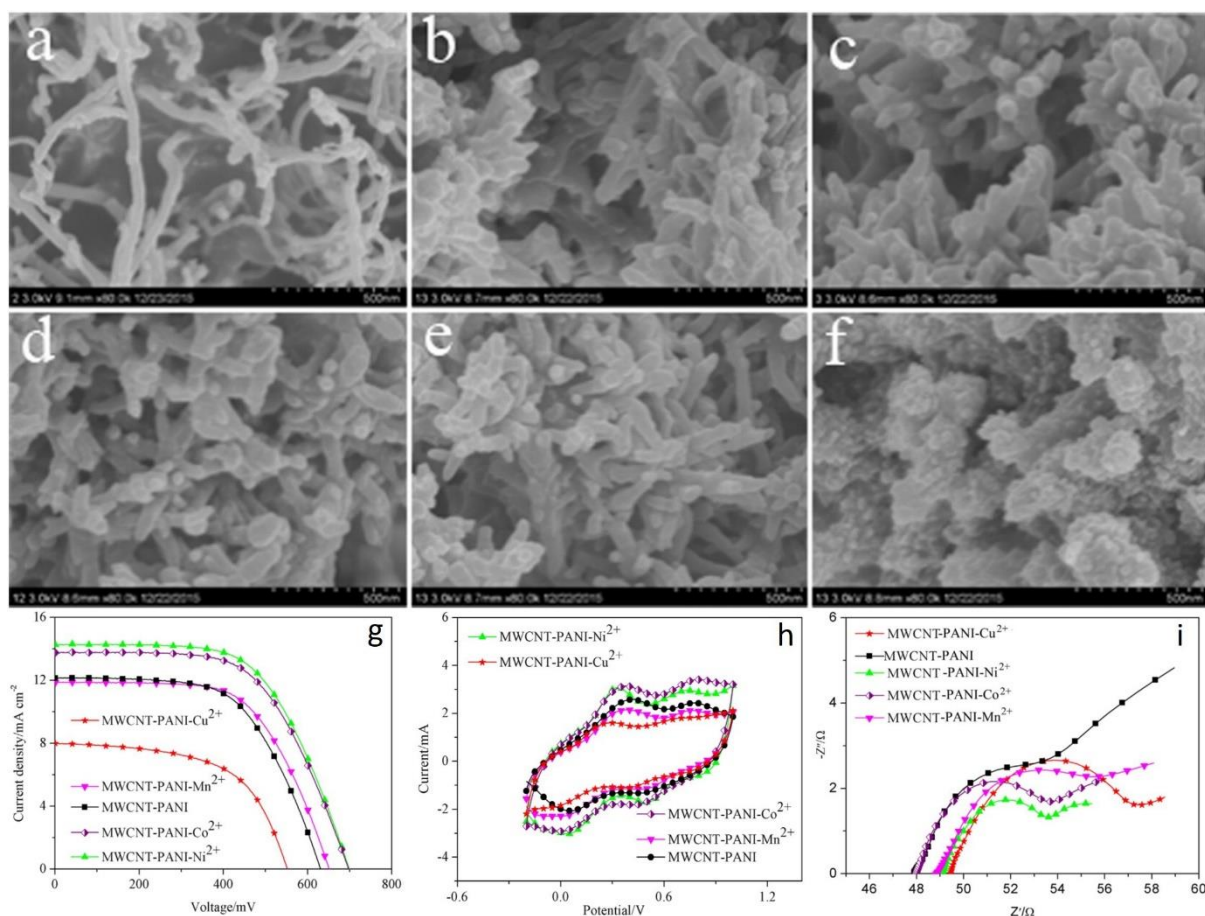 a
b
c
2 3.0kV 9.1mm x80.0k 12/23/2015 500nm
13 3.0kV 8.7mm x80.0k 12/22/2015 500nm
3 3.0kV 8.6mm x80.0k 12/22/2015 500nm
d
e
f
12 3.0kV 8.6mm x80.0k 12/22/2015 500nm
13 3.0kV 8.7mm x80.0k 12/22/2015 500nm
13 3.0kV 8.6mm x80.0k 12/22/2015 500nm
g
16
12
8
4
0
Current density/mA cm⁻²
MWCNT-PANI-Cu²⁺
MWCNT-PANI-Mn²⁺
MWCNT-PANI
MWCNT-PANI-Co²⁺
MWCNT-PANI-Ni²⁺
0 200 400 600 800
Voltage/mV
h
6
4
2
0
-2
-4
Current/mA
MWCNT-PANI-Ni²⁺
MWCNT-PANI-Cu²⁺
MWCNT-PANI-Co²⁺
MWCNT-PANI-Mn²⁺
MWCNT-PANI
-0.6 0.0 0.6 1.2
Potential/V
i
6
4
2
0
-Z''/Ω
MWCNT-PANI-Cu²⁺
MWCNT-PANI
MWCNT -PANI-Ni²⁺
MWCNT-PANI-Co²⁺
MWCNT-PANI-Mn²⁺
46 48 50 52 54 56 58 60
Z'/Ω